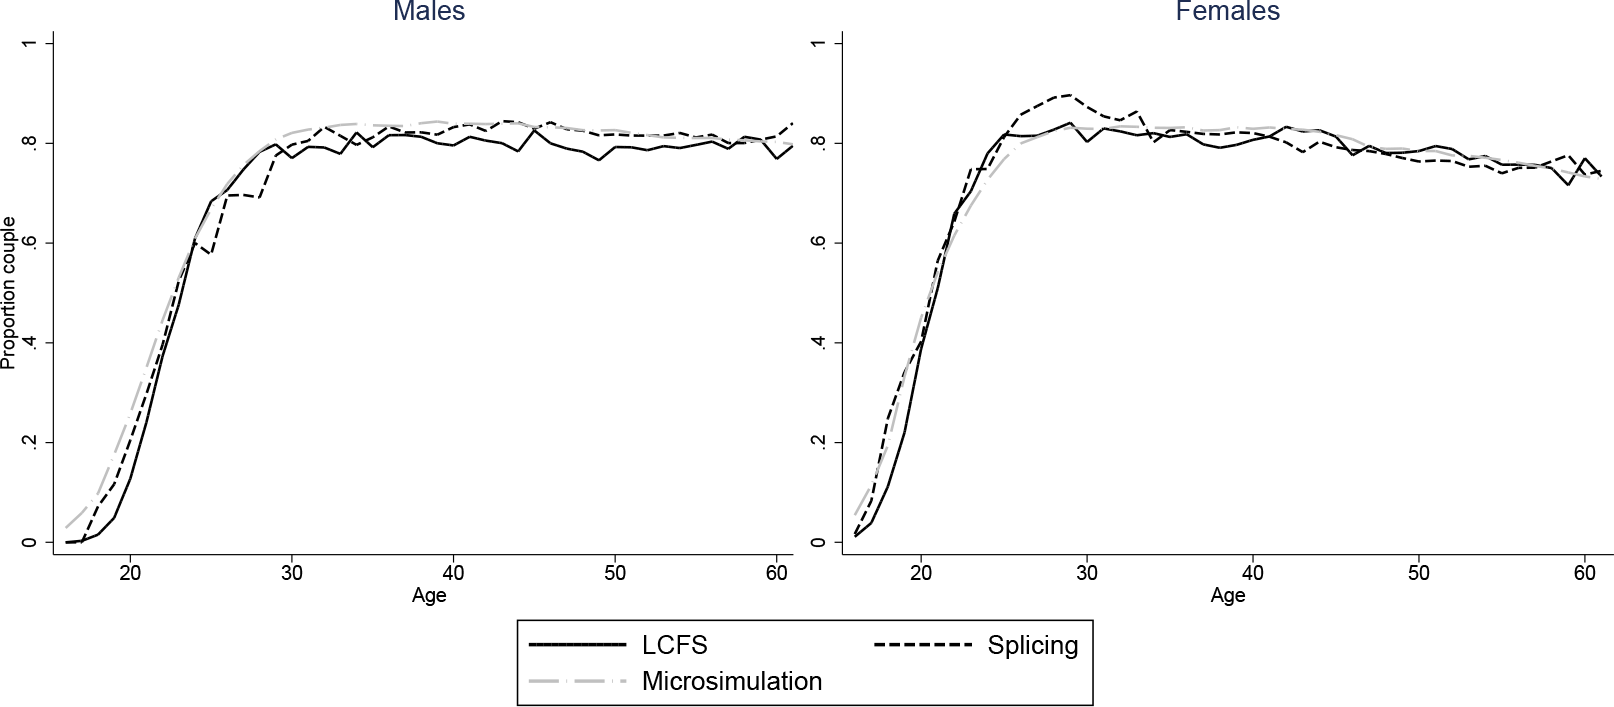 Males
Females
Proportion couple
1
.8
.6
.4
.2
0
20 30 40 50 60
Age
1
.8
.6
.4
.2
0
20 30 40 50 60
Age
LCFS
Splicing
Microsimulation